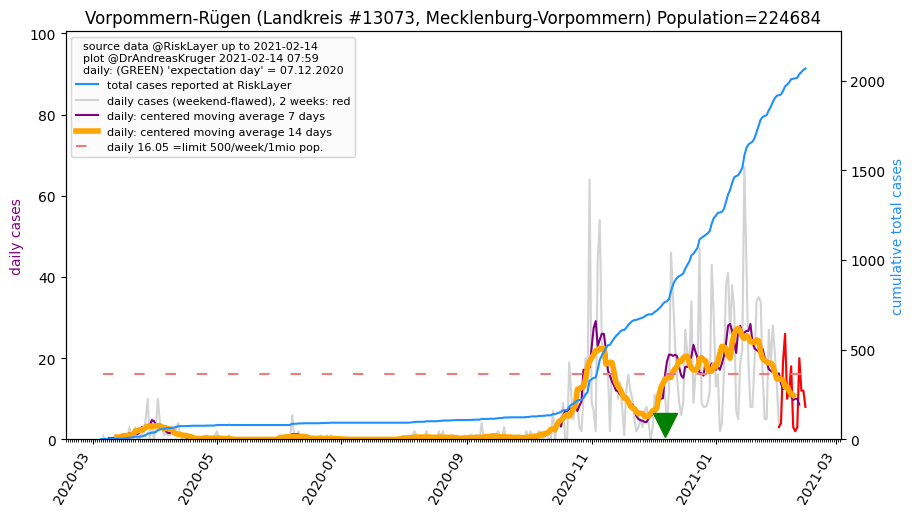 Vorpommern-Rügen (Landkreis #13073, Mecklenburg-Vorpommern) Population=224684
source data @RiskLayer up to 2021-02-14
plot @DrAndreasKruger 2021-02-14 07:59
daily: (GREEN) 'expectation day' = 07.12.2020
total cases reported at RiskLayer
daily cases (weekend-flawed), 2 weeks: red
daily: centered moving average 7 days
daily: centered moving average 14 days
daily 16.05 =limit 500/week/1mio pop.
daily cases
100
80
60
40
20
0
cumulative total cases
2000
1500
1000
500
0
2020-03
2020-05
2020-07
2020-09
2020-11
2021-01
2021-03